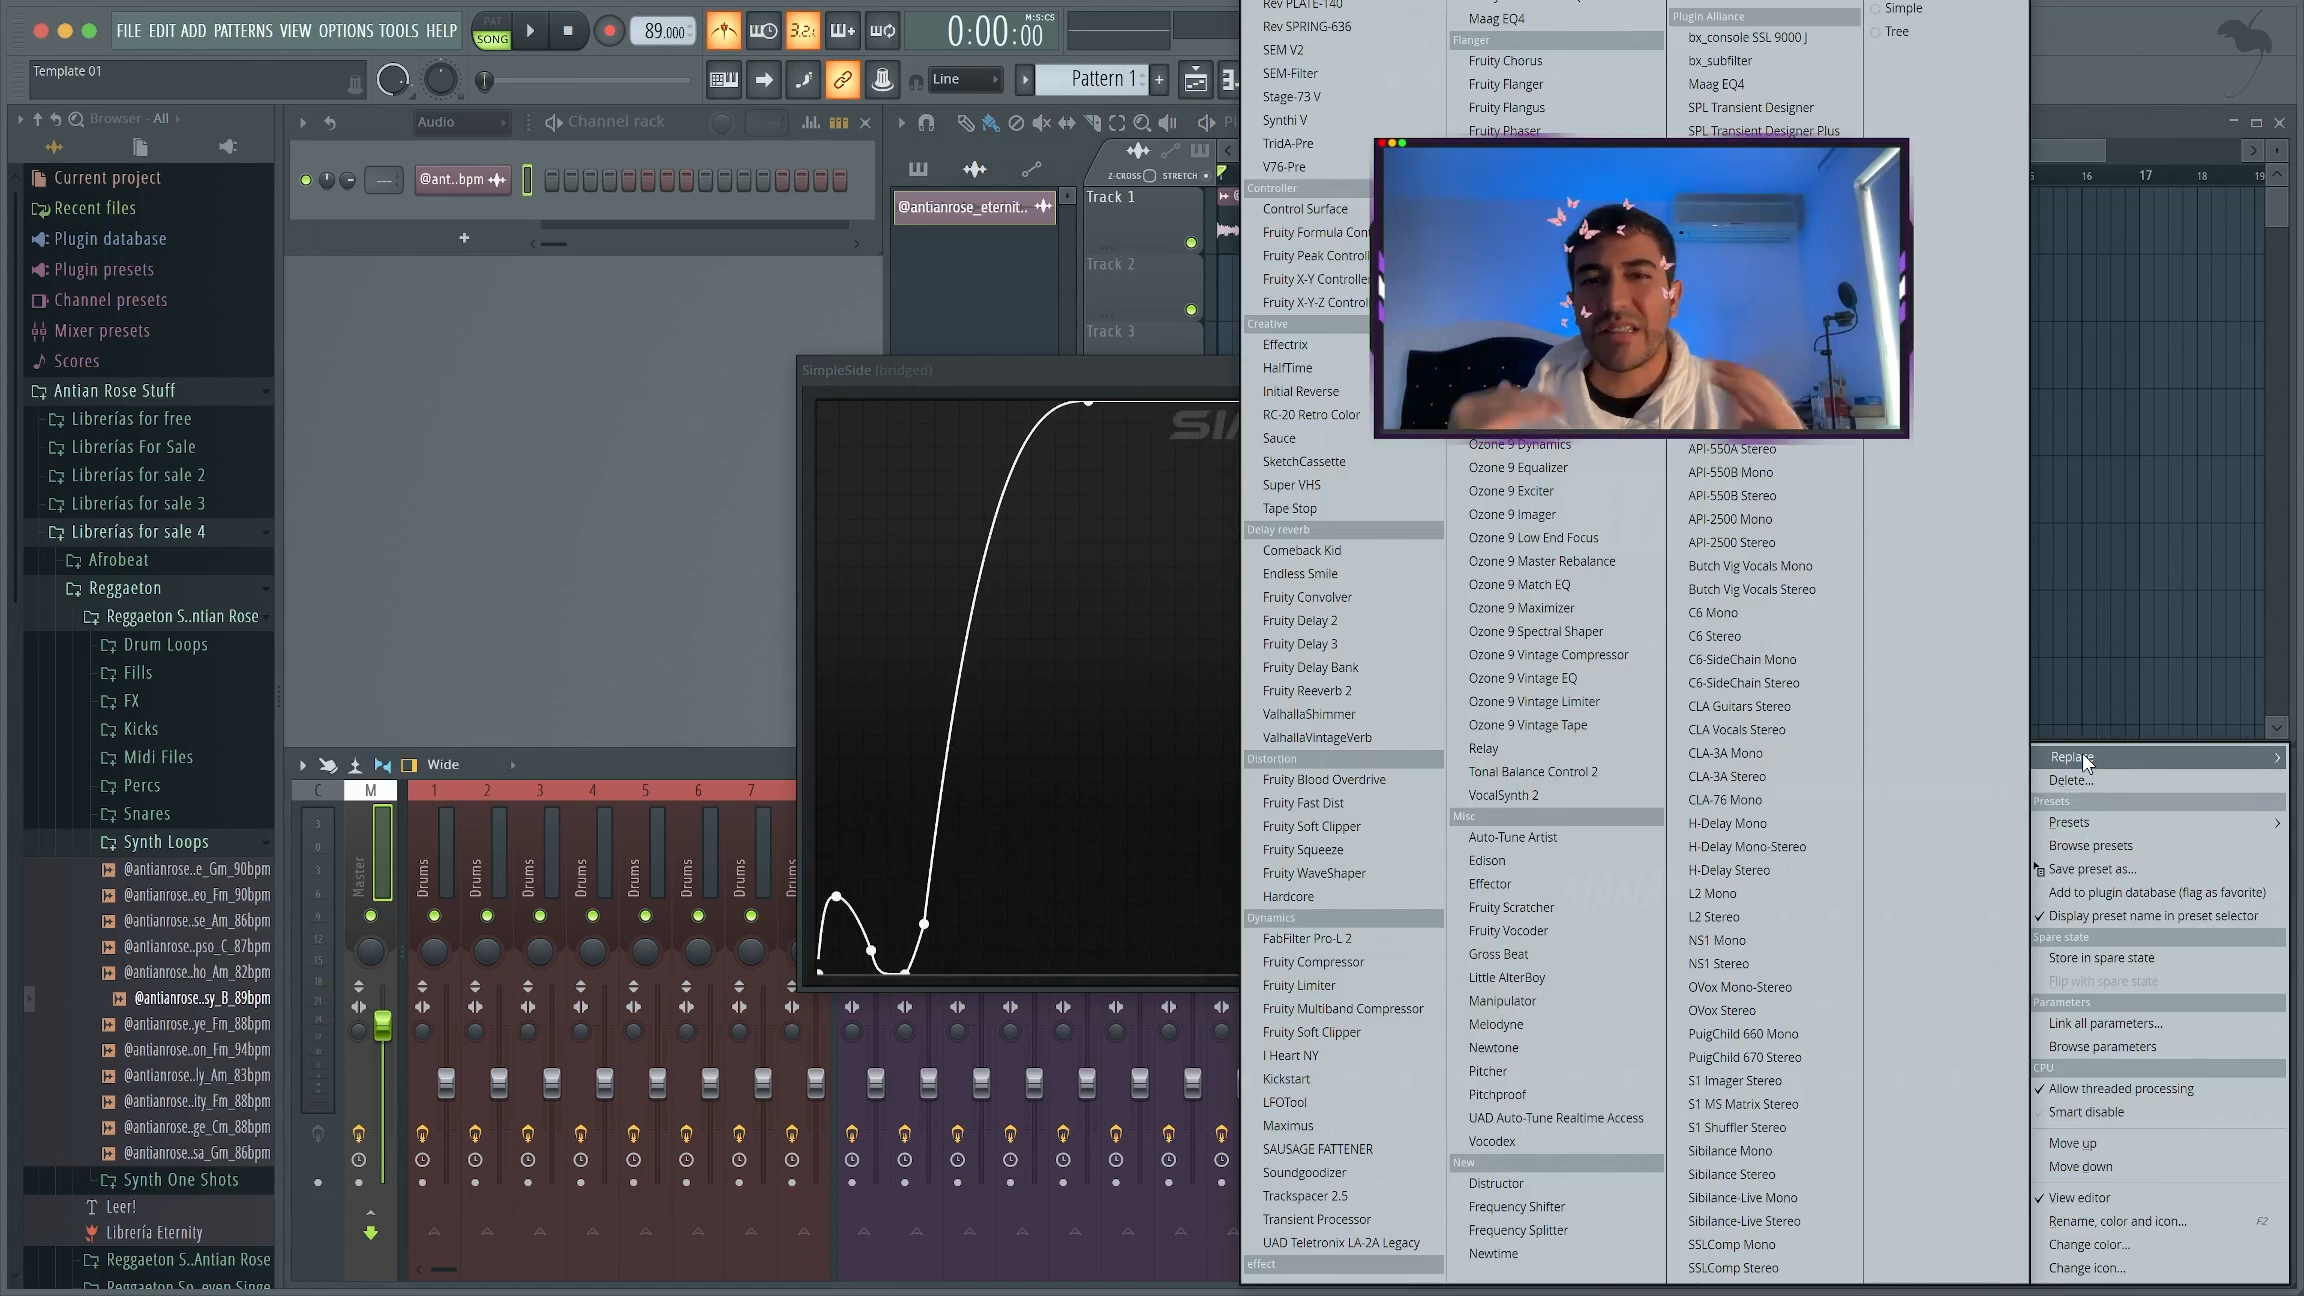 FILE EDIT ADD PATTERNS VIEW OPTIONS TOOLS HELP
PAT
SONG
89.000
3.2.
0:00:00
M:S:CS
Template 01
Line
Pattern 1
Browser - All
Audio
Channel rack
@ant..bpm
Current project
Recent files
Plugin database
Plugin presets
Channel presets
Mixer presets
Scores
Antian Rose Stuff
Librerías for free
Librerías For Sale
Librerías for sale 2
Librerías for sale 3
Librerías for sale 4
Afrobeat
Reggaeton
Reggaeton S..ntian Rose
Drum Loops
Fills
FX
Kicks
Midi Files
Percs
Snares
Synth Loops
@antianrose..e_Gm_90bpm
@antianrose..eo_Fm_90bpm
@antianrose..se_Am_86bpm
@antianrose..pso_C_87bpm
@antianrose..ho_Am_82bpm
@antianrose..sy_B_89bpm
@antianrose..ye_Fm_88bpm
@antianrose..on_Fm_94bpm
@antianrose..ly_Am_83bpm
@antianrose..ity_Fm_88bpm
@antianrose..ge_Cm_88bpm
@antianrose..sa_Gm_86bpm
Synth One Shots
Leer!
Librería Eternity
Reggaeton S..Antian Rose
Z-CROSS
STRETCH
@antianrose_eternit..
Track 1
Track 2
Track 3
SimpleSide (bridged)
Wide
C
M
1
2
3
4
5
6
7
Master
Drums
Drums
Drums
Drums
Drums
Drums
Drums
Drums
3
0
3
6
9
12
15
18
21
24
27
Rev PLATE-140
Rev SPRING-636
SEM V2
SEM-Filter
Stage-73 V
Synthi V
TridA-Pre
V76-Pre
Controller
Control Surface
Fruity Formula Cont
Fruity Peak Controll
Fruity X-Y Controller
Fruity X-Y-Z Control
Creative
Effectrix
HalfTime
Initial Reverse
RC-20 Retro Color
Sauce
SketchCassette
Super VHS
Tape Stop
Delay reverb
Comeback Kid
Endless Smile
Fruity Convolver
Fruity Delay 2
Fruity Delay 3
Fruity Delay Bank
Fruity Reeverb 2
ValhallaShimmer
ValhallaVintageVerb
Distortion
Fruity Blood Overdrive
Fruity Fast Dist
Fruity Soft Clipper
Fruity Squeeze
Fruity WaveShaper
Hardcore
Dynamics
FabFilter Pro-L 2
Fruity Compressor
Fruity Limiter
Fruity Multiband Compressor
Fruity Soft Clipper
I Heart NY
Kickstart
LFOTool
Maximus
SAUSAGE FATTENER
Soundgoodizer
Trackspacer 2.5
Transient Processor
UAD Teletronix LA-2A Legacy
effect
Maag EQ4
Flanger
Fruity Chorus
Fruity Flanger
Fruity Flangus
Fruity Phaser
Ozone 9 Dynamics
Ozone 9 Equalizer
Ozone 9 Exciter
Ozone 9 Imager
Ozone 9 Low End Focus
Ozone 9 Master Rebalance
Ozone 9 Match EQ
Ozone 9 Maximizer
Ozone 9 Spectral Shaper
Ozone 9 Vintage Compressor
Ozone 9 Vintage EQ
Ozone 9 Vintage Limiter
Ozone 9 Vintage Tape
Relay
Tonal Balance Control 2
VocalSynth 2
Misc
Auto-Tune Artist
Edison
Effector
Fruity Scratcher
Fruity Vocoder
Gross Beat
Little AlterBoy
Manipulator
Melodyne
Newtone
Pitcher
Pitchproof
UAD Auto-Tune Realtime Access
Vocodex
New
Distructor
Frequency Shifter
Frequency Splitter
Newtime
Plugin Alliance
bx_console SSL 9000 J
bx_subfilter
Maag EQ4
SPL Transient Designer
SPL Transient Designer Plus
API-550A Stereo
API-550B Mono
API-550B Stereo
API-2500 Mono
API-2500 Stereo
Butch Vig Vocals Mono
Butch Vig Vocals Stereo
C6 Mono
C6 Stereo
C6-SideChain Mono
C6-SideChain Stereo
CLA Guitars Stereo
CLA Vocals Stereo
CLA-3A Mono
CLA-3A Stereo
CLA-76 Mono
H-Delay Mono
H-Delay Mono-Stereo
H-Delay Stereo
L2 Mono
L2 Stereo
NS1 Mono
NS1 Stereo
OVox Mono-Stereo
OVox Stereo
PuigChild 660 Mono
PuigChild 670 Stereo
S1 Imager Stereo
S1 MS Matrix Stereo
S1 Shuffler Stereo
Sibilance Mono
Sibilance Stereo
Sibilance-Live Mono
Sibilance-Live Stereo
SSLComp Mono
SSLComp Stereo
Simple
Tree
16
17
18
19
Replace
Delete...
Presets
Presets
Browse presets
Save preset as...
Add to plugin database (flag as favorite)
Display preset name in preset selector
Spare state
Store in spare state
Flip with spare state
Parameters
Link all parameters...
Browse parameters
CPU
Allow threaded processing
Smart disable
Move up
Move down
View editor
Rename, color and icon... F2
Change color...
Change icon...